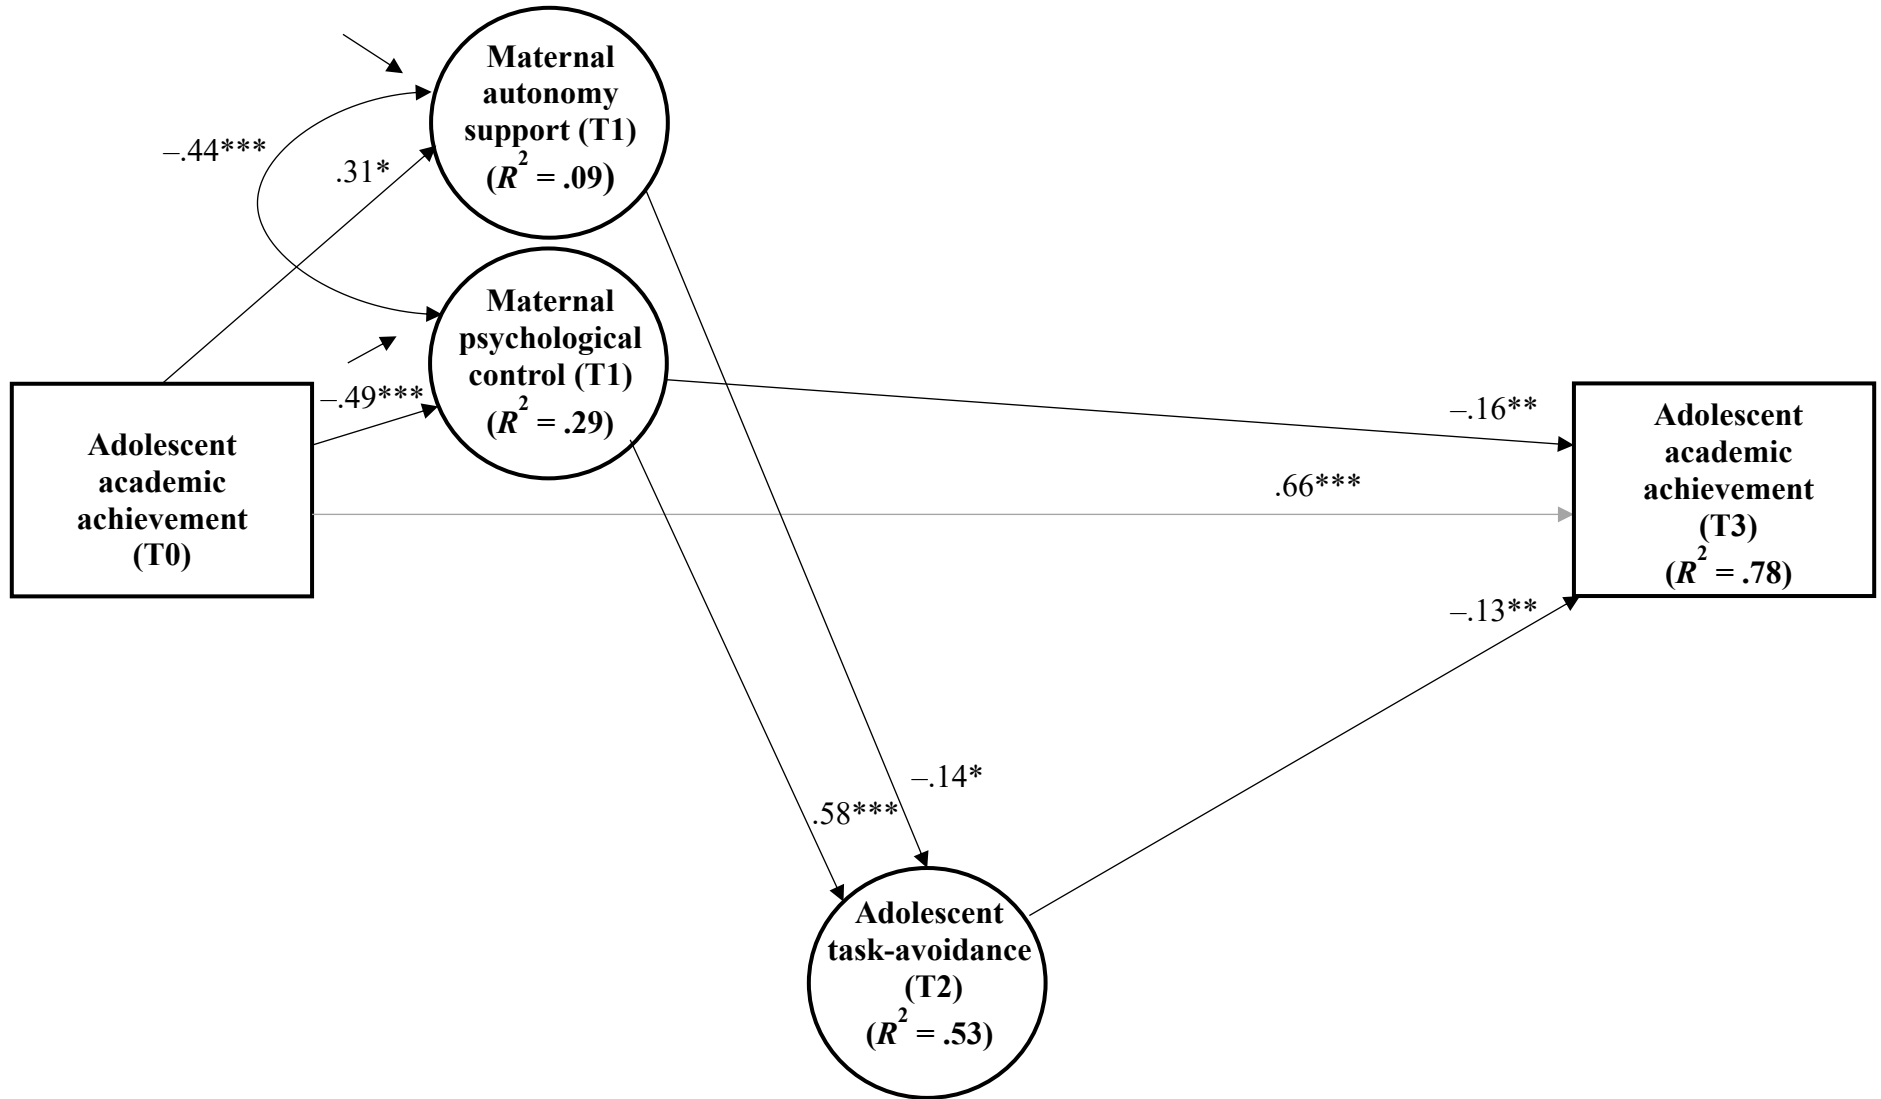 Maternal
autonomy
support (T1)
(R² = .09)
–.44***
.31*
Maternal
psychological
control (T1)
(R² = .29)
–.49***
Adolescent
academic
achievement
(T0)
–.16**
.66***
Adolescent
academic
achievement
(T3)
(R² = .78)
–.13**
–.14*
.58***
Adolescent
task-avoidance
(T2)
(R² = .53)